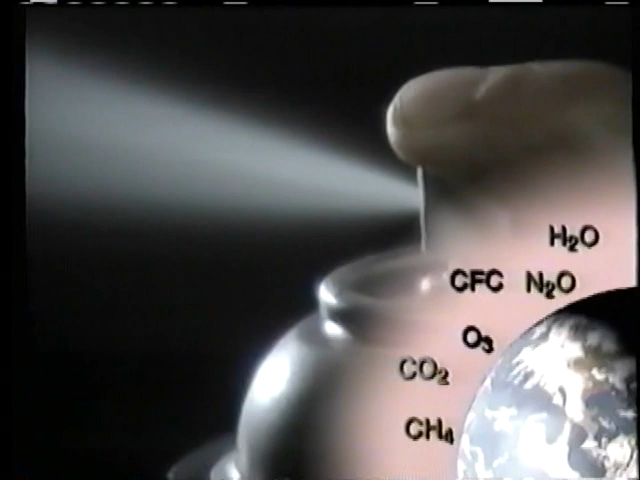 H₂O
CFC N₂O
O₃
CO₂
CH₄